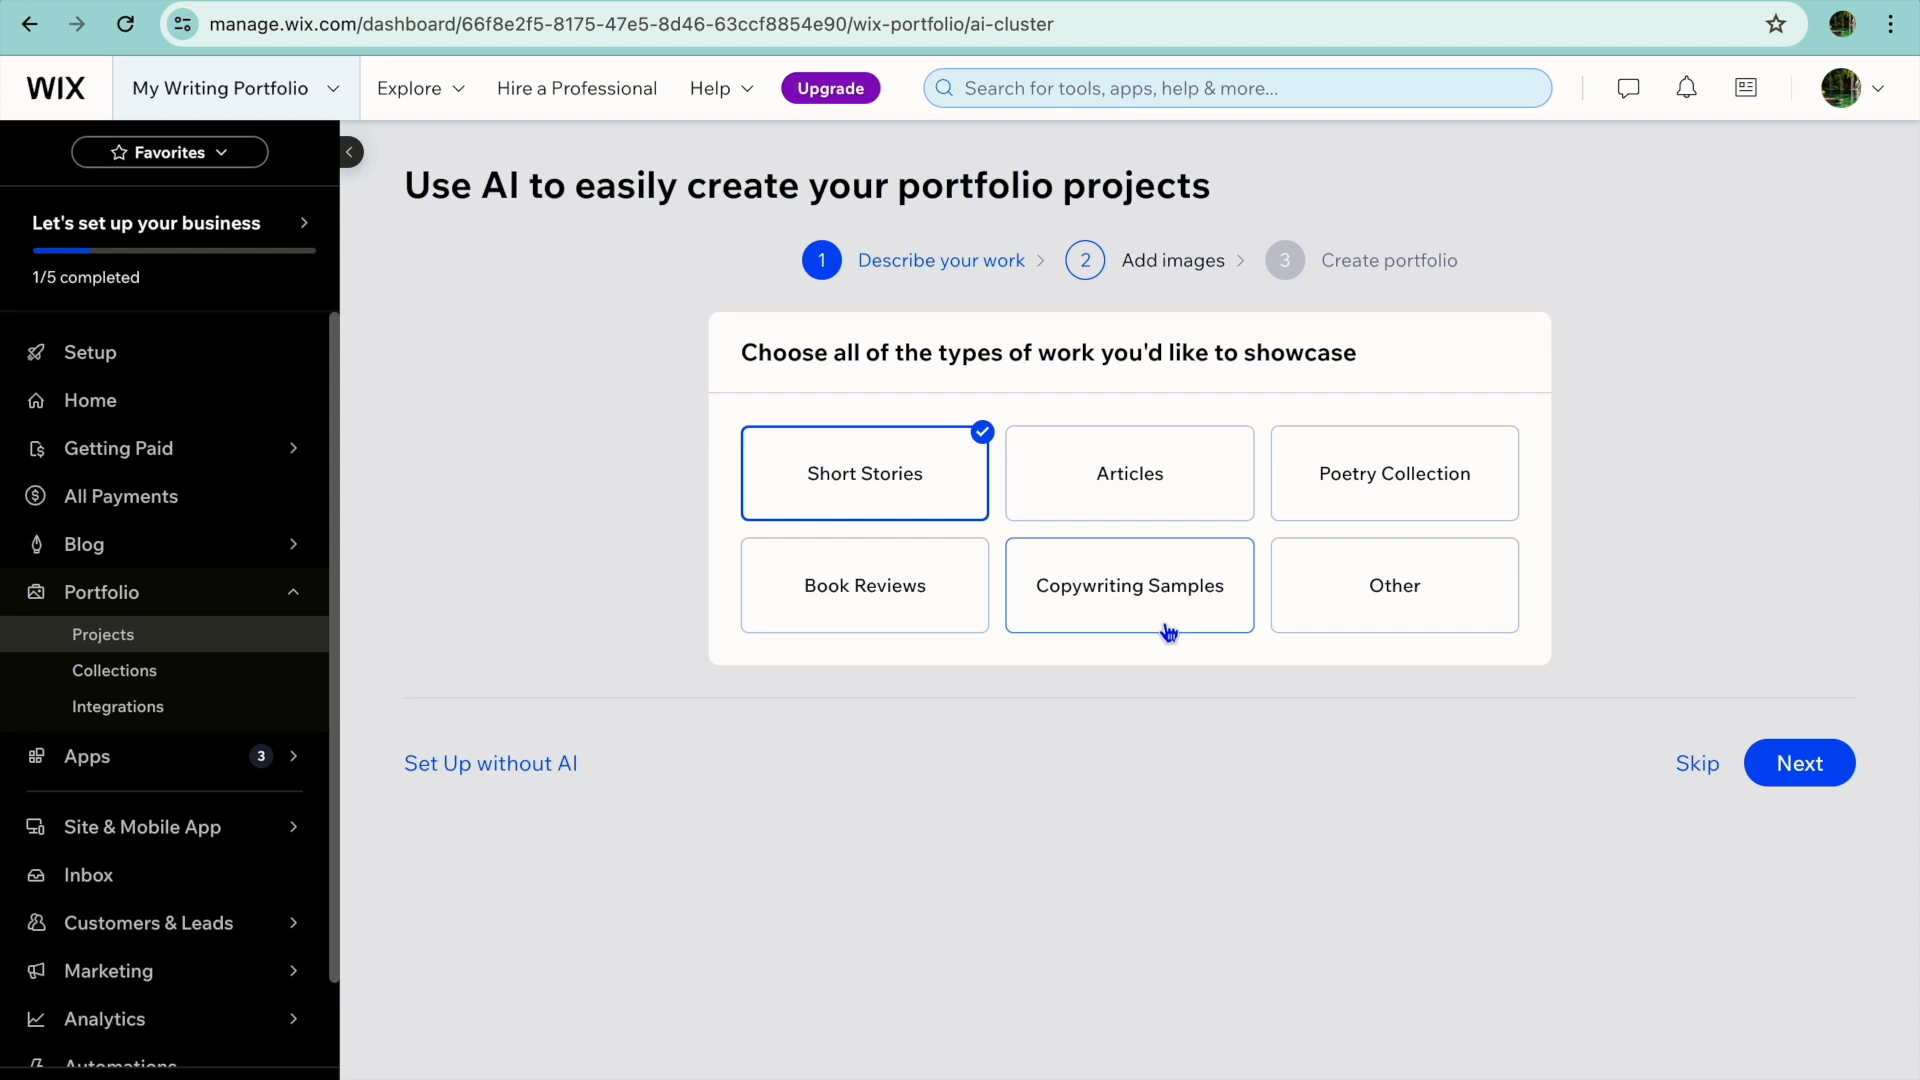 manage.wix.com/dashboard/66f8e2f5-8175-47e5-8d46-63ccf8854e90/wix-portfolio/ai-cluster
WIX
My Writing Portfolio
Explore
Hire a Professional
Help
Upgrade
Search for tools, apps, help & more...
Favorites
Let's set up your business
1/5 completed
Setup
Home
Getting Paid
All Payments
Blog
Portfolio
Projects
Collections
Integrations
Apps 3
Site & Mobile App
Inbox
Customers & Leads
Marketing
Analytics
Automations
Use AI to easily create your portfolio projects
1 Describe your work
2 Add images
3 Create portfolio
Choose all of the types of work you'd like to showcase
Short Stories
Articles
Poetry Collection
Book Reviews
Copywriting Samples
Other
Set Up without AI
Skip
Next